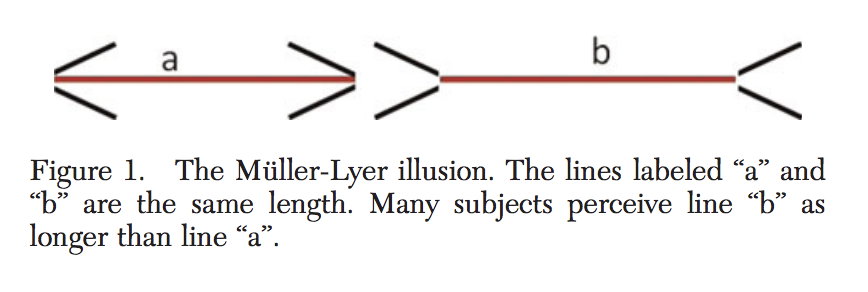 a
b
Figure 1. The Müller-Lyer illusion. The lines labeled “a” and
“b” are the same length. Many subjects perceive line “b” as
longer than line “a”.